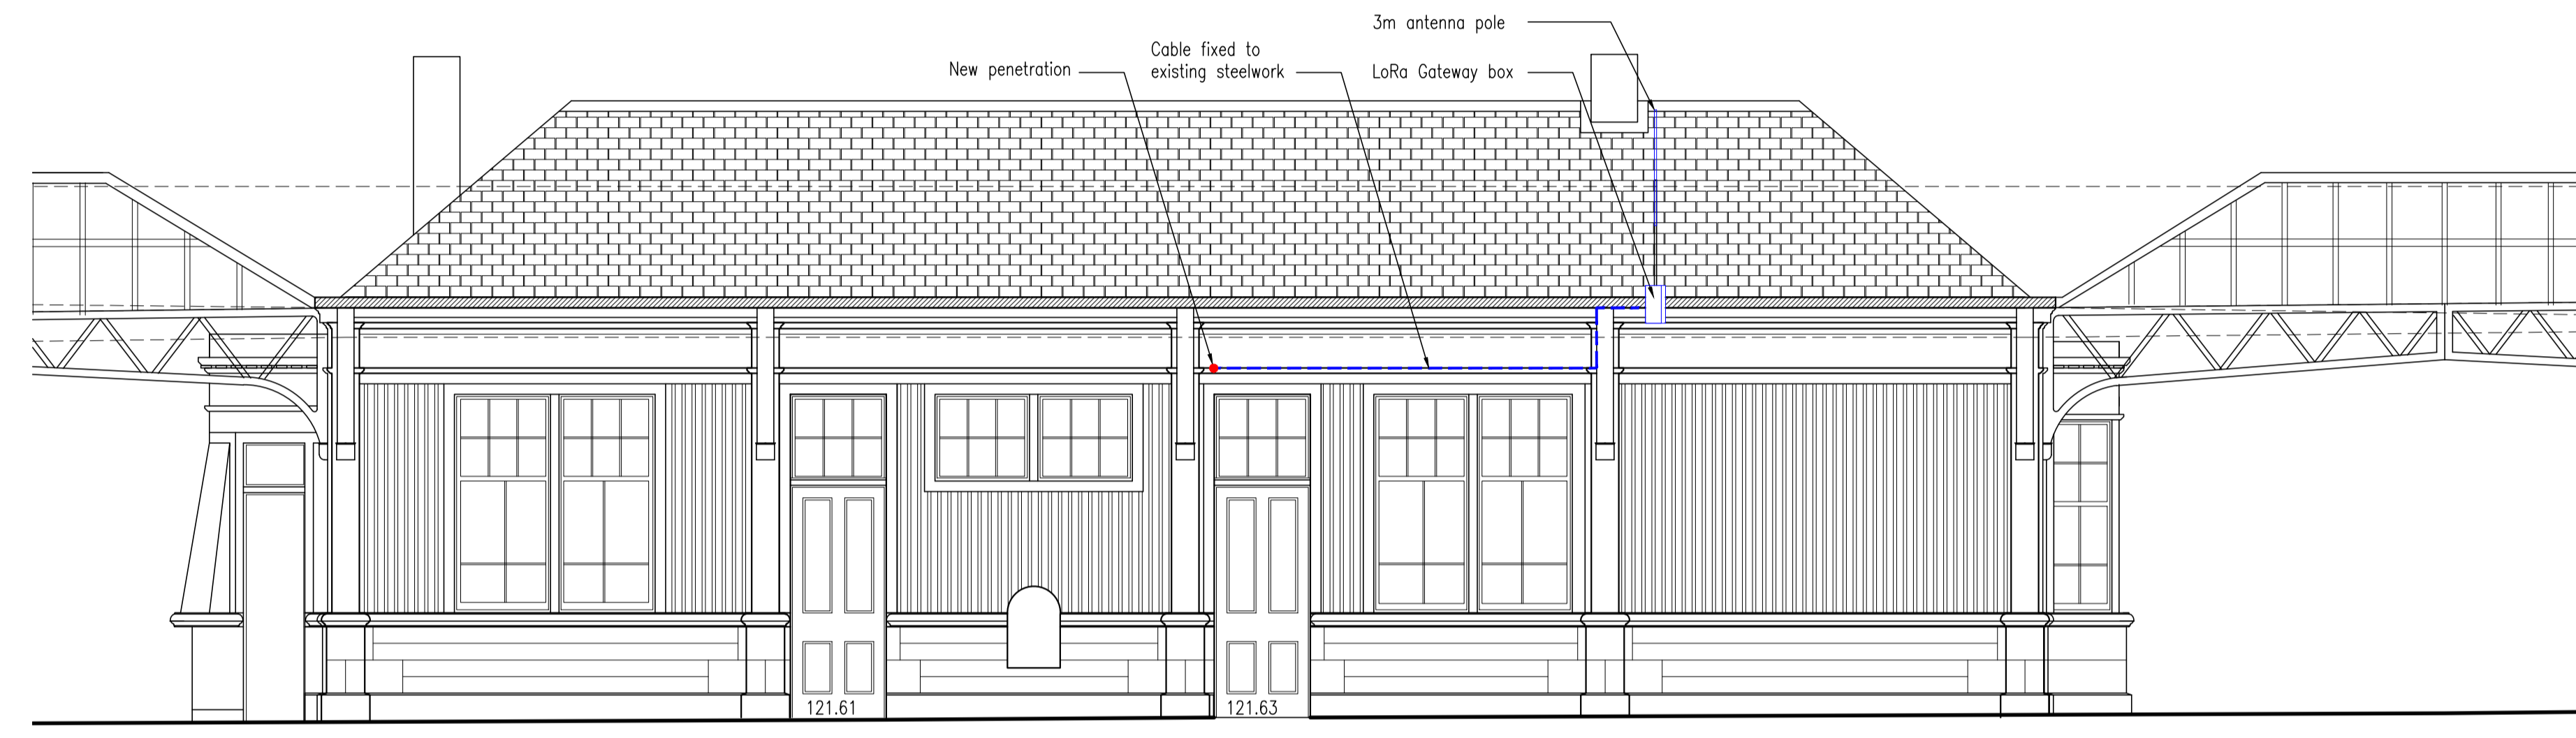 3m antenna pole
New penetration
Cable fixed to
existing steelwork
LoRa Gateway box
121.61
121.63